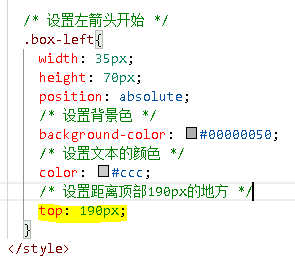 /* 设置左箭头开始 */
.box-left{
width: 35px;
height: 70px;
position: absolute;
/* 设置背景色 */
background-color: #00000050;
/* 设置文本的颜色 */
color: #ccc;
/* 设置距离顶部190px的地方 */
top: 190px;
}
</style>